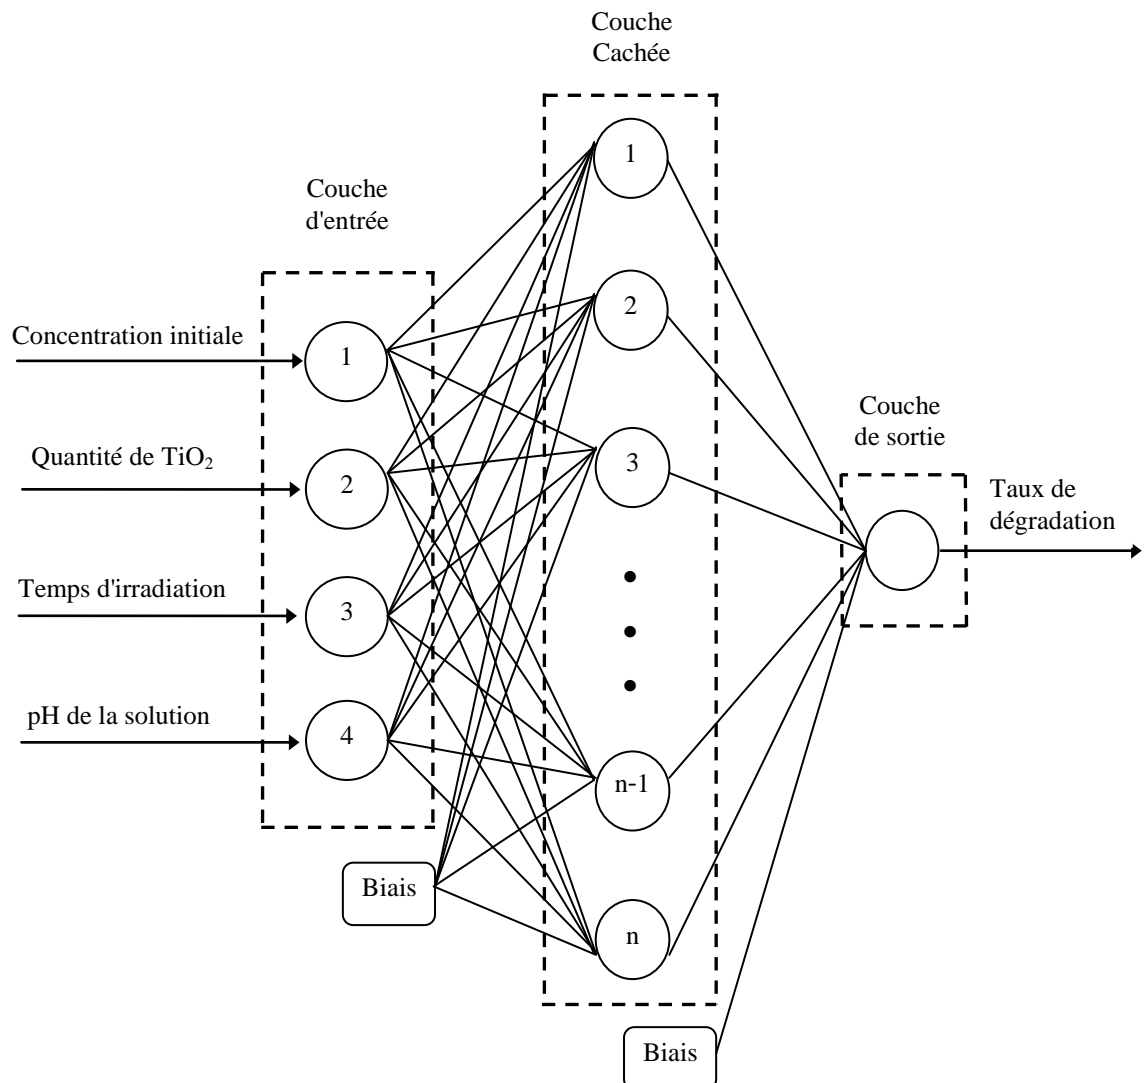 Couche
Cachée
1
Couche
d'entrée
2
Concentration initiale
1
Couche
de sortie
Quantité de TiO₂
2
3
Taux de
dégradation
Temps d'irradiation
3
pH de la solution
4
n-1
Biais
n
Biais